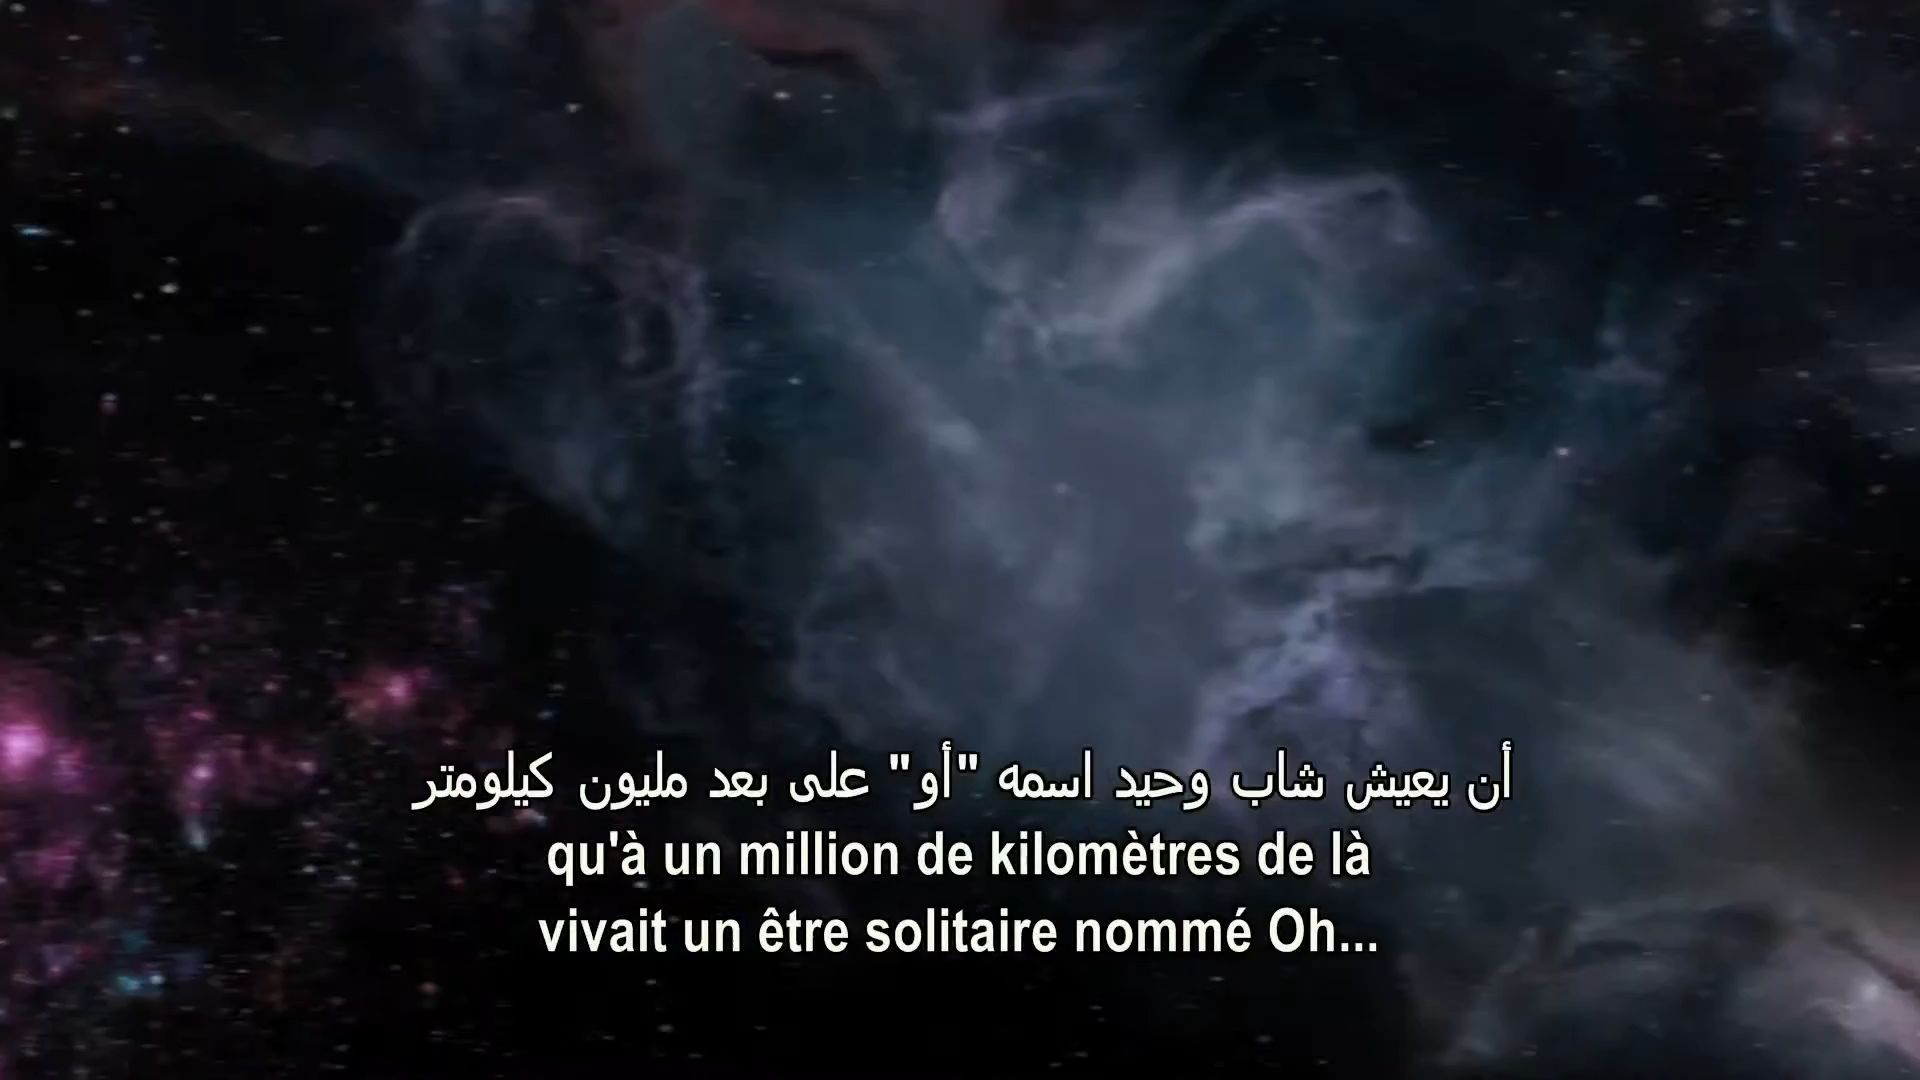 أن يعيش شاب وحيد اسمه "أو" على بعد مليون كيلومتر
qu'à un million de kilomètres de là
vivait un être solitaire nommé Oh...